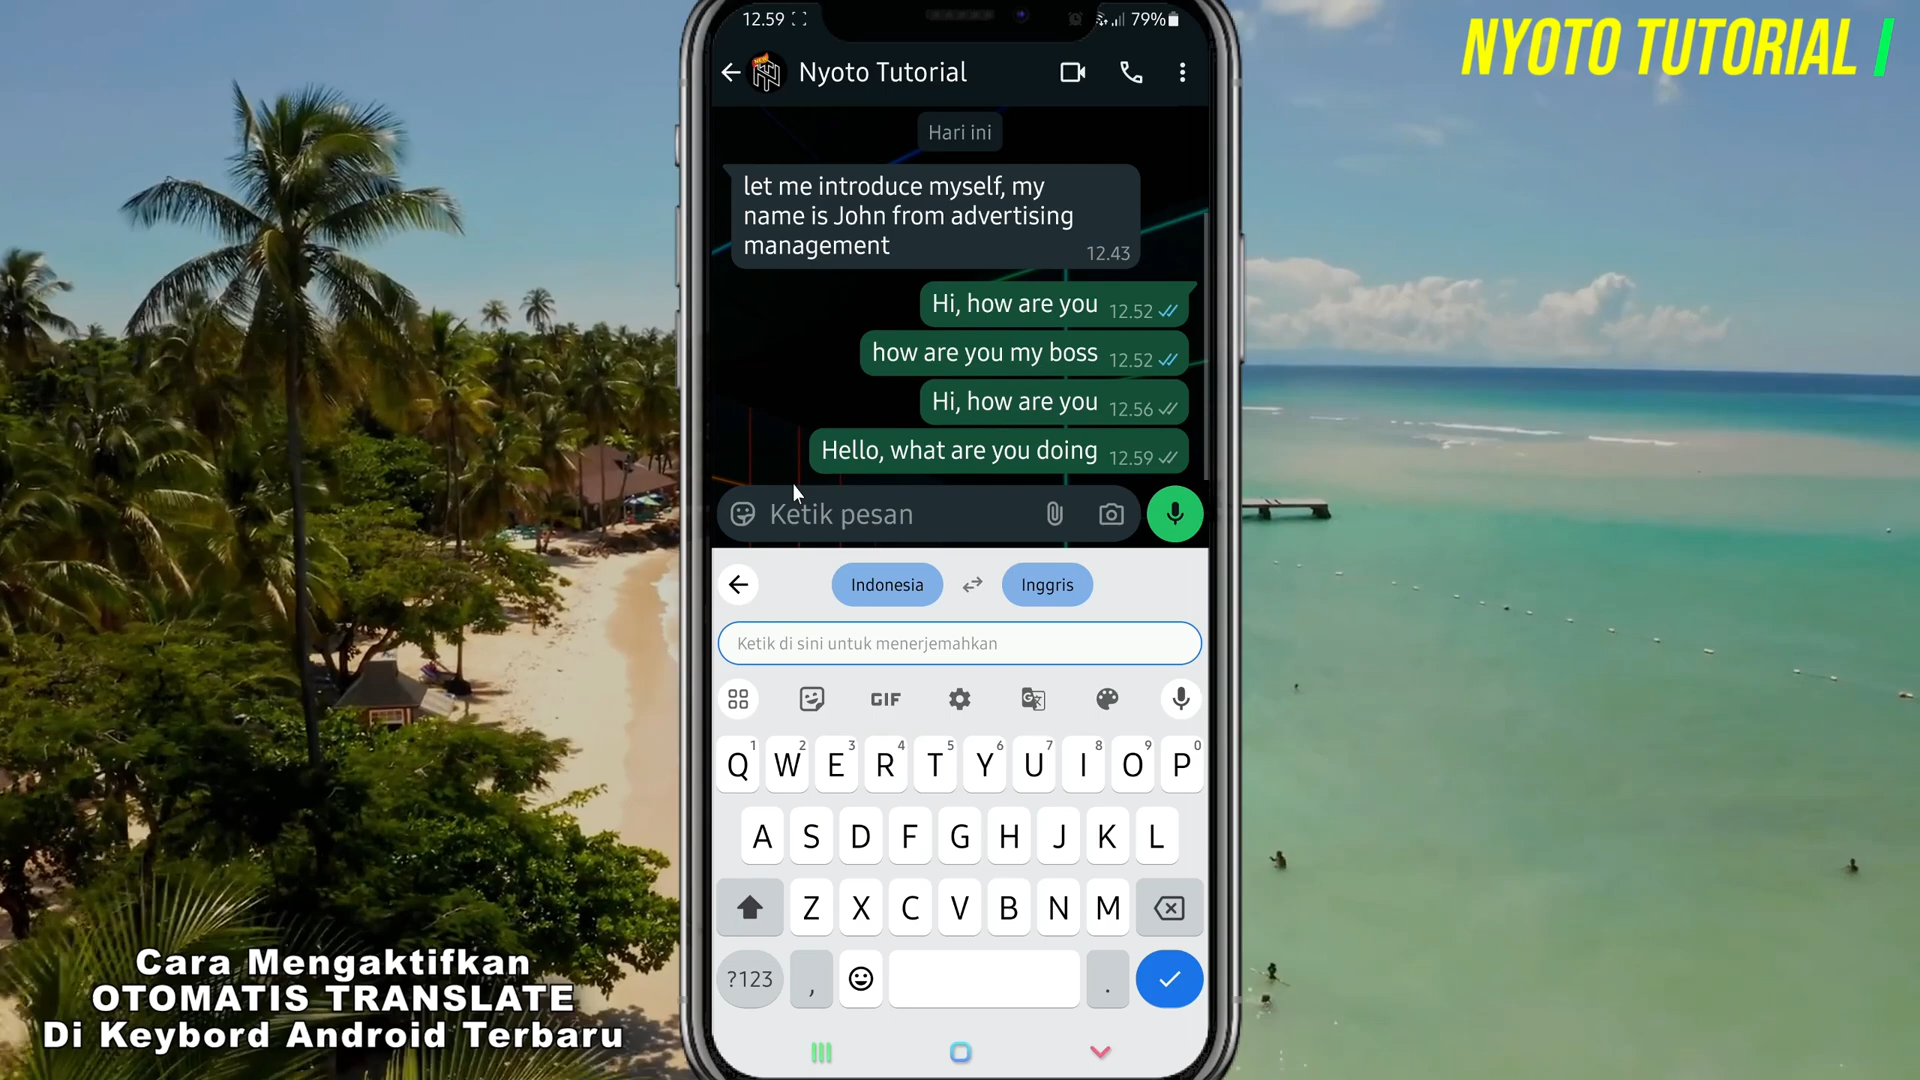 12.59
79%
NYOTO TUTORIAL
Nyoto Tutorial
Hari ini
let me introduce myself, my
name is John from advertising
management
12.43
Hi, how are you 12.52
how are you my boss 12.52
Hi, how are you 12.56
Hello, what are you doing 12.59
Ketik pesan
Indonesia
Inggris
Ketik di sini untuk menerjemahkan
GIF
1 2 3 4 5 6 7 8 9 0
Q W E R T Y U I O P
A S D F G H J K L
Z X C V B N M
?123 , .
Cara Mengaktifkan
OTOMATIS TRANSLATE
Di Keybord Android Terbaru